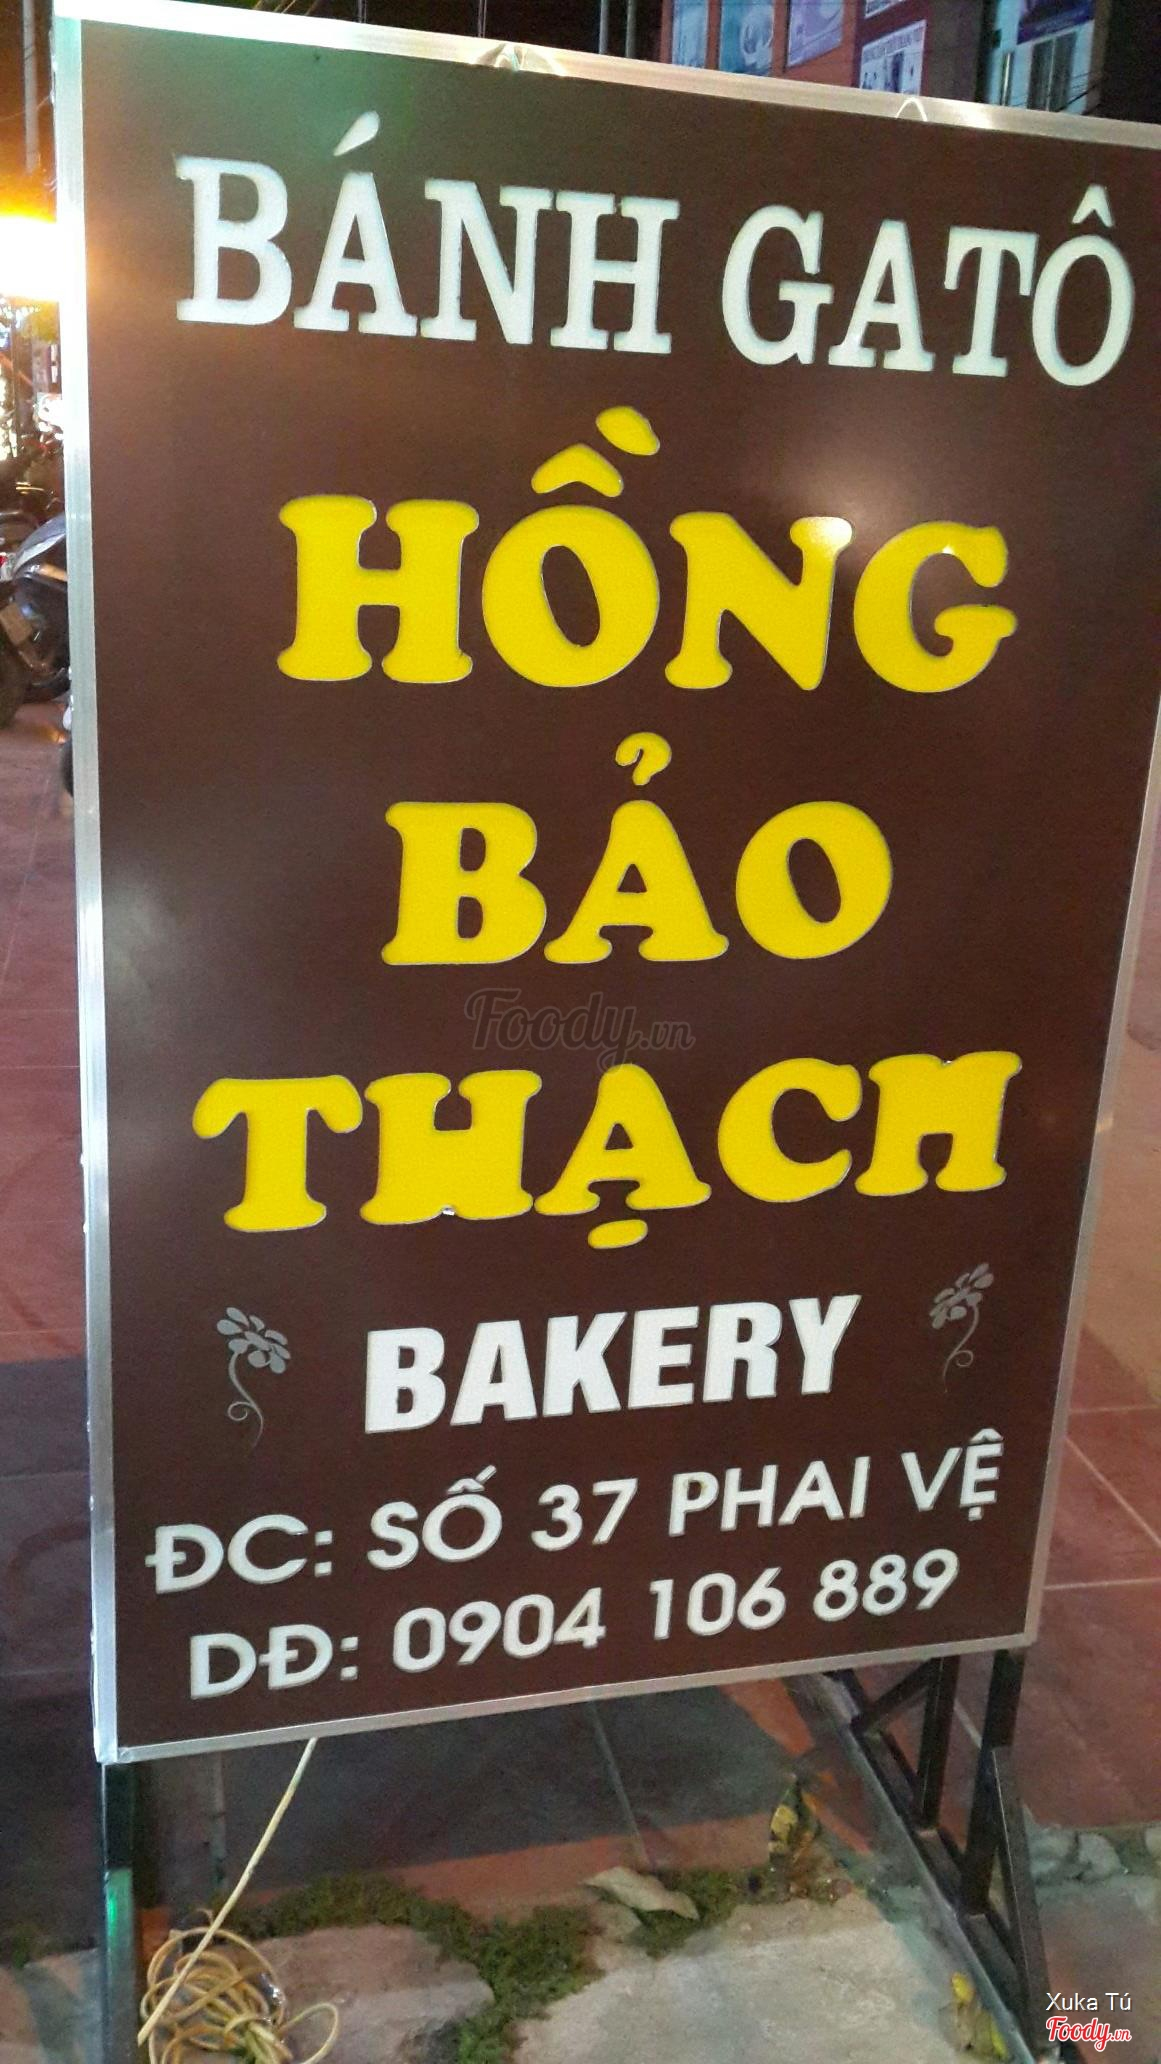 BÁNH GATÔ
HỒNG
BẢO
THẠCH
Foody.vn
BAKERY
ĐC: SỐ 37 PHAI VỆ
DĐ: 0904 106 889
Xuka Tú
Foody.vn